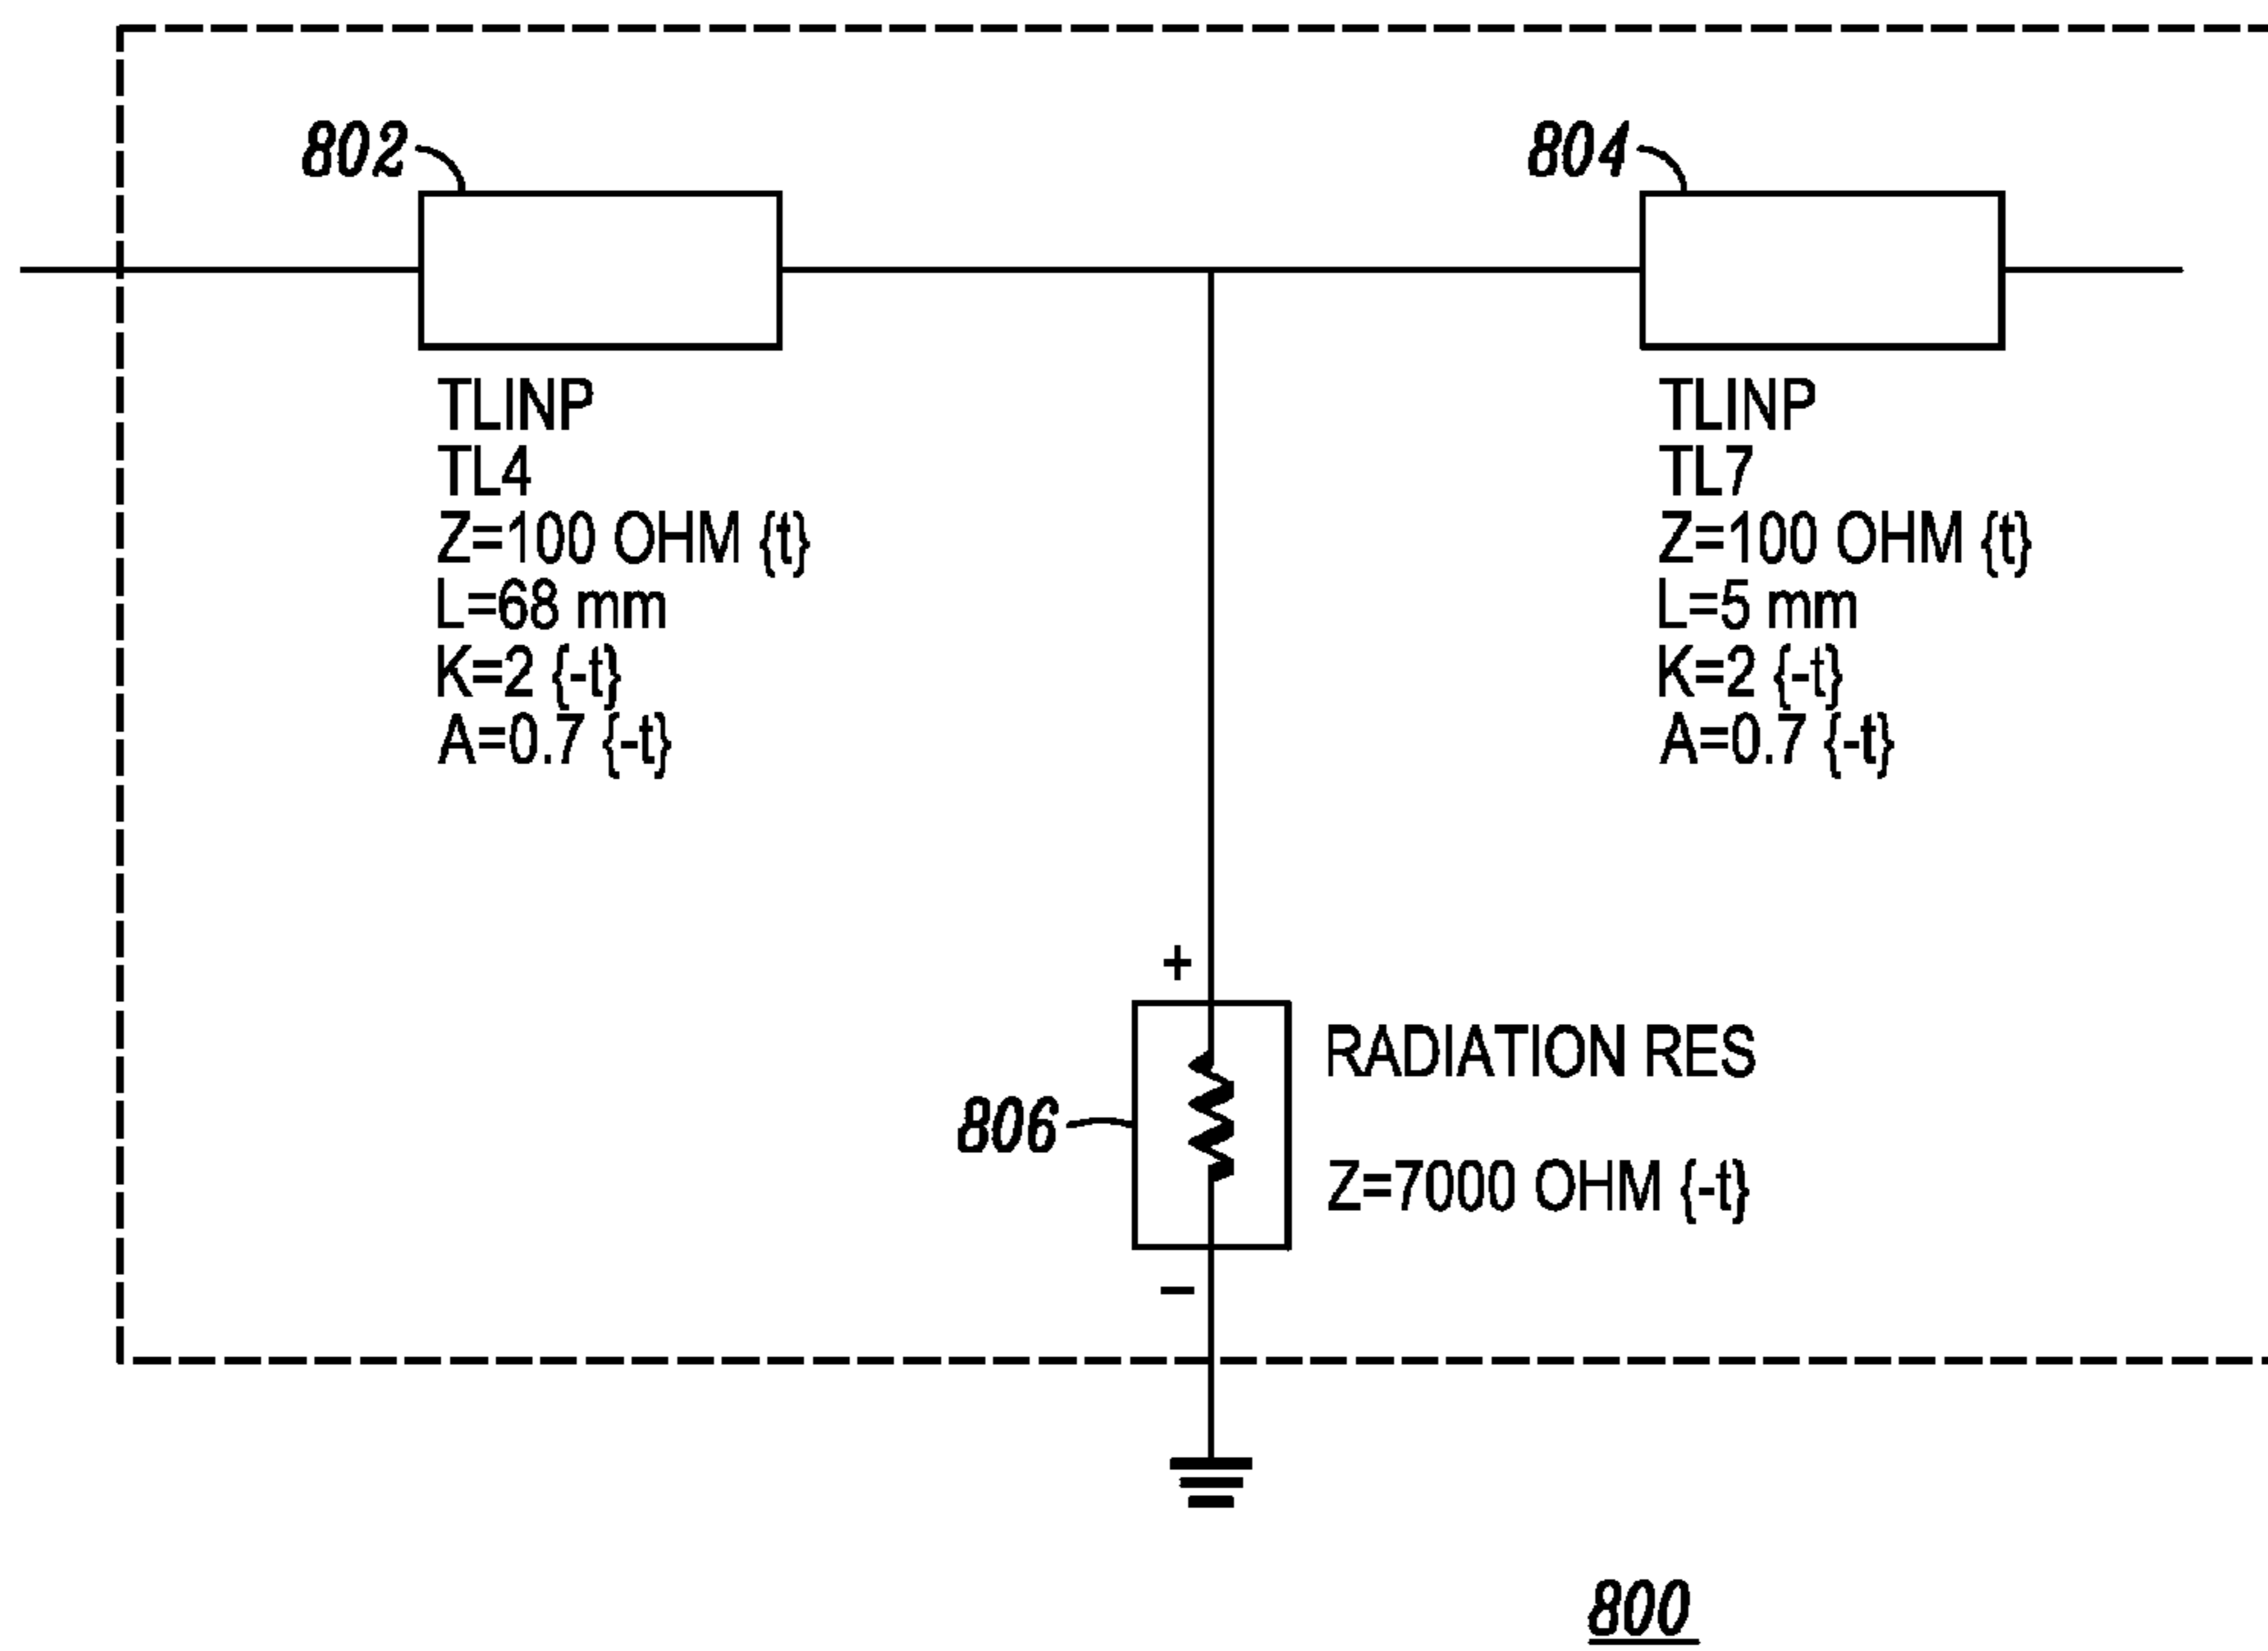 802
TLINP
TL4
Z=100 OHM {t}
L=68 mm
K=2 {-t}
A=0.7 {-t}
804
TLINP
TL7
Z=100 OHM {t}
L=5 mm
K=2 {-t}
A=0.7 {-t}
+
806
RADIATION RES
Z=7000 OHM {-t}
–
800